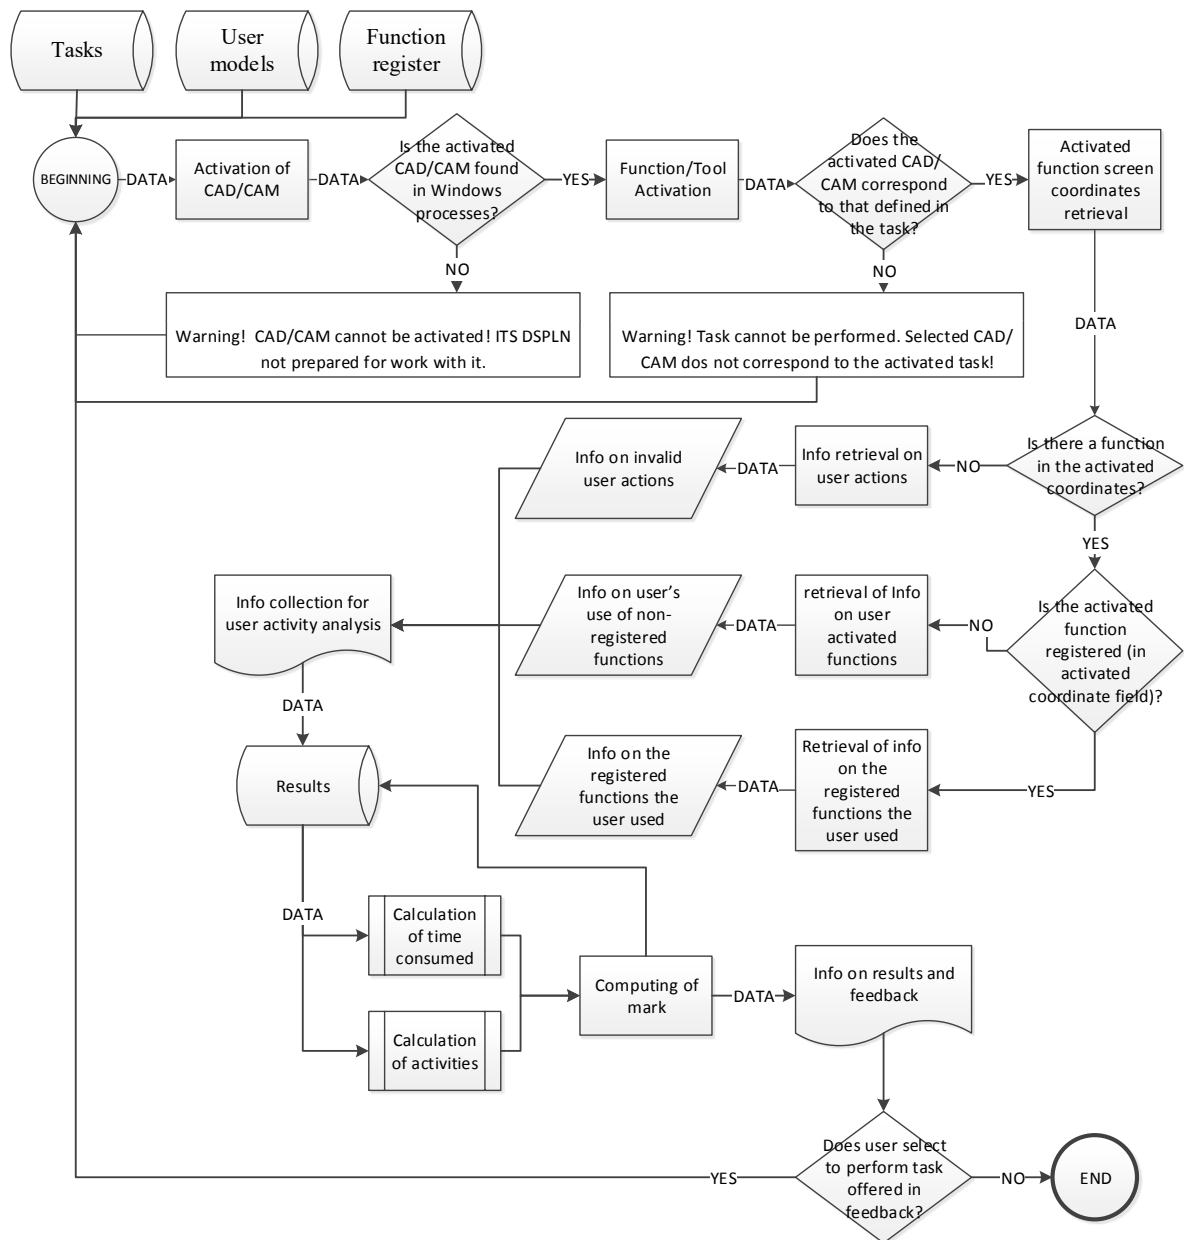 Tasks
User
models
Function
register
BEGINNING
DATA
Activation of
CAD/CAM
DATA
Is the activated
CAD/CAM found
in Windows
processes?
YES
Function/Tool
Activation
DATA
Does the
activated CAD/
CAM correspond
to that defined in
the task?
YES
Activated
function screen
coordinates
retrieval
NO
NO
Warning! CAD/CAM cannot be activated! ITS DSPLN
not prepared for work with it.
Warning! Task cannot be performed. Selected CAD/
CAM dos not correspond to the activated task!
DATA
Info on invalid
user actions
DATA
Info retrieval on
user actions
NO
Is there a function
in the activated
coordinates?
YES
Info collection for
user activity analysis
Info on user's
use of non-
registered
functions
DATA
retrieval of Info
on user
activated
functions
NO
Is the activated
function
registered (in
activated
coordinate field)?
DATA
Results
Info on the
registered
functions the
user used
DATA
Retrieval of info
on the
registered
functions the
user used
YES
DATA
Calculation
of time
consumed
Calculation
of activities
Computing of
mark
DATA
Info on results and
feedback
Does user select
to perform task
offered in
feedback?
YES
NO
END